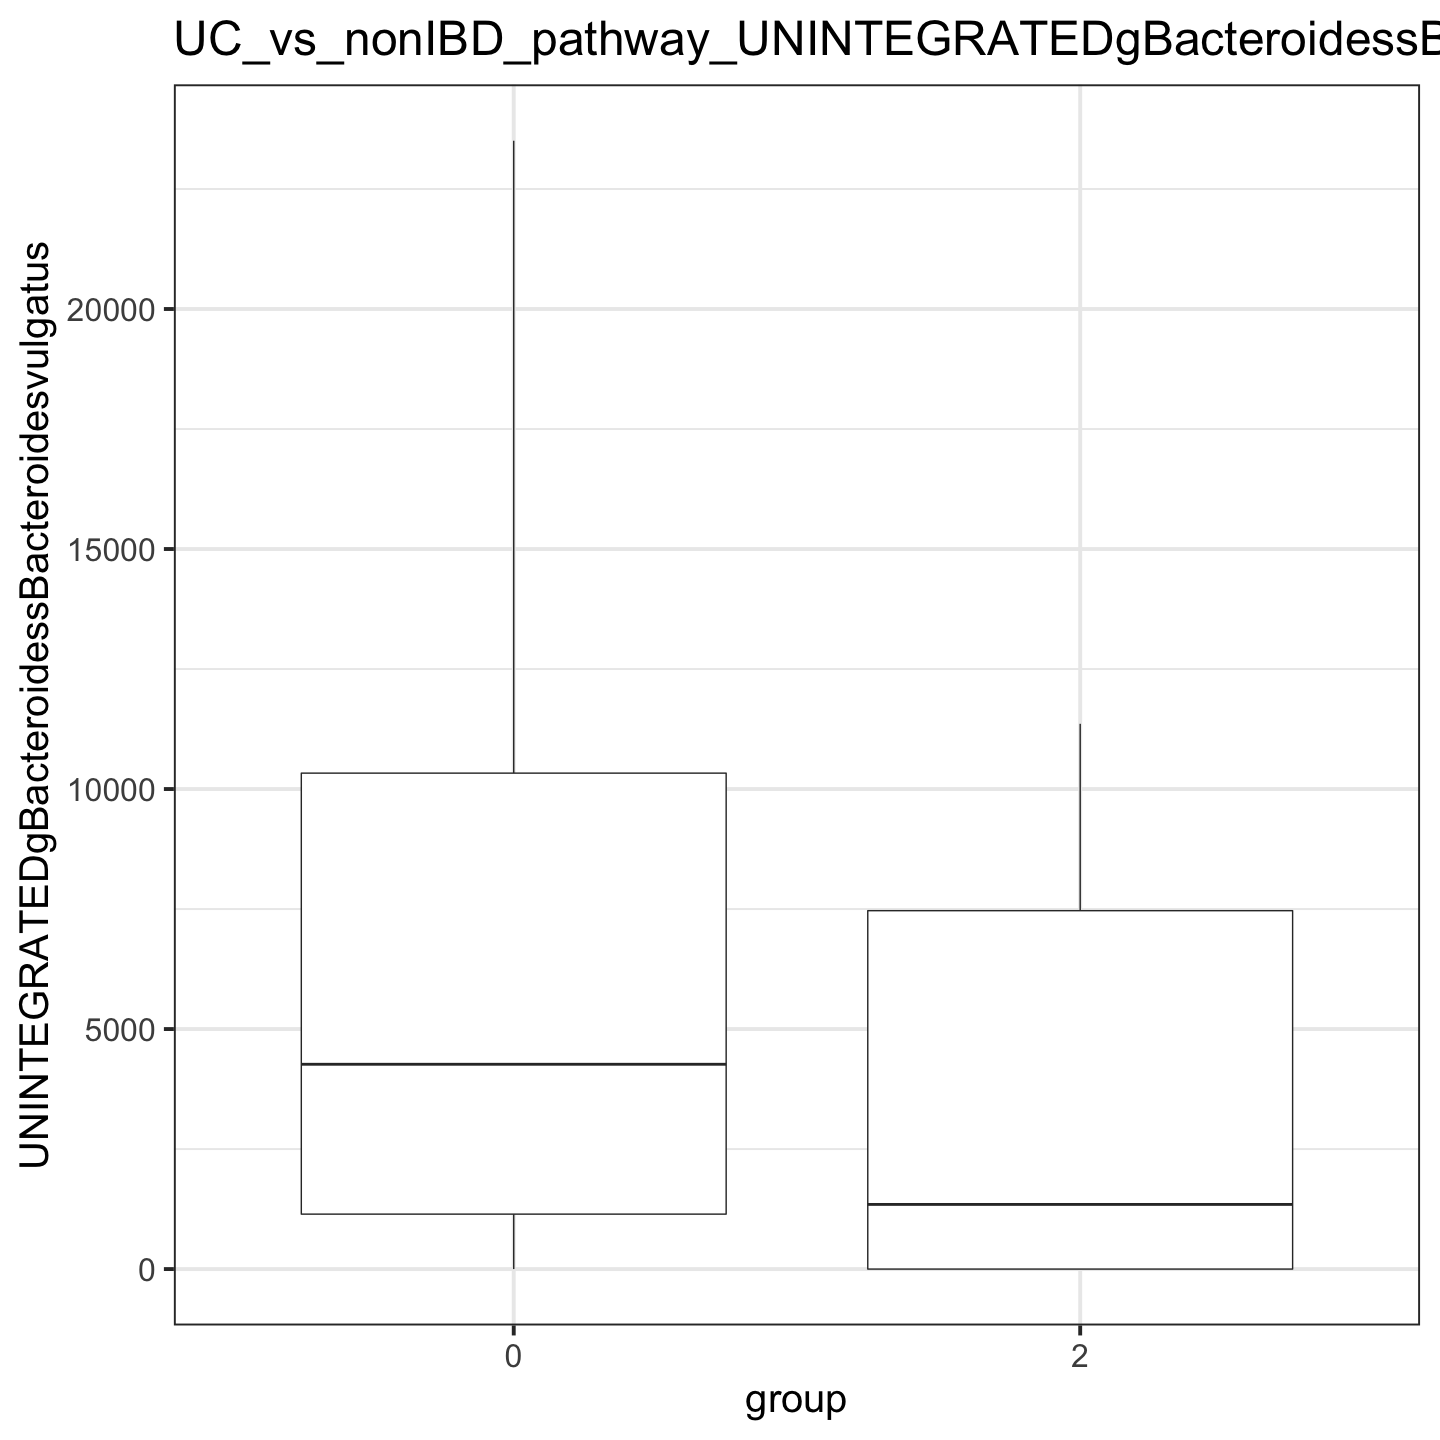 UC_vs_nonIBD_pathway_UNINTEGRATEDgBacteroidessB
UNINTEGRATEDgBacteroidessBacteroidesvulgatus
20000
15000
10000
5000
0
0 2
group